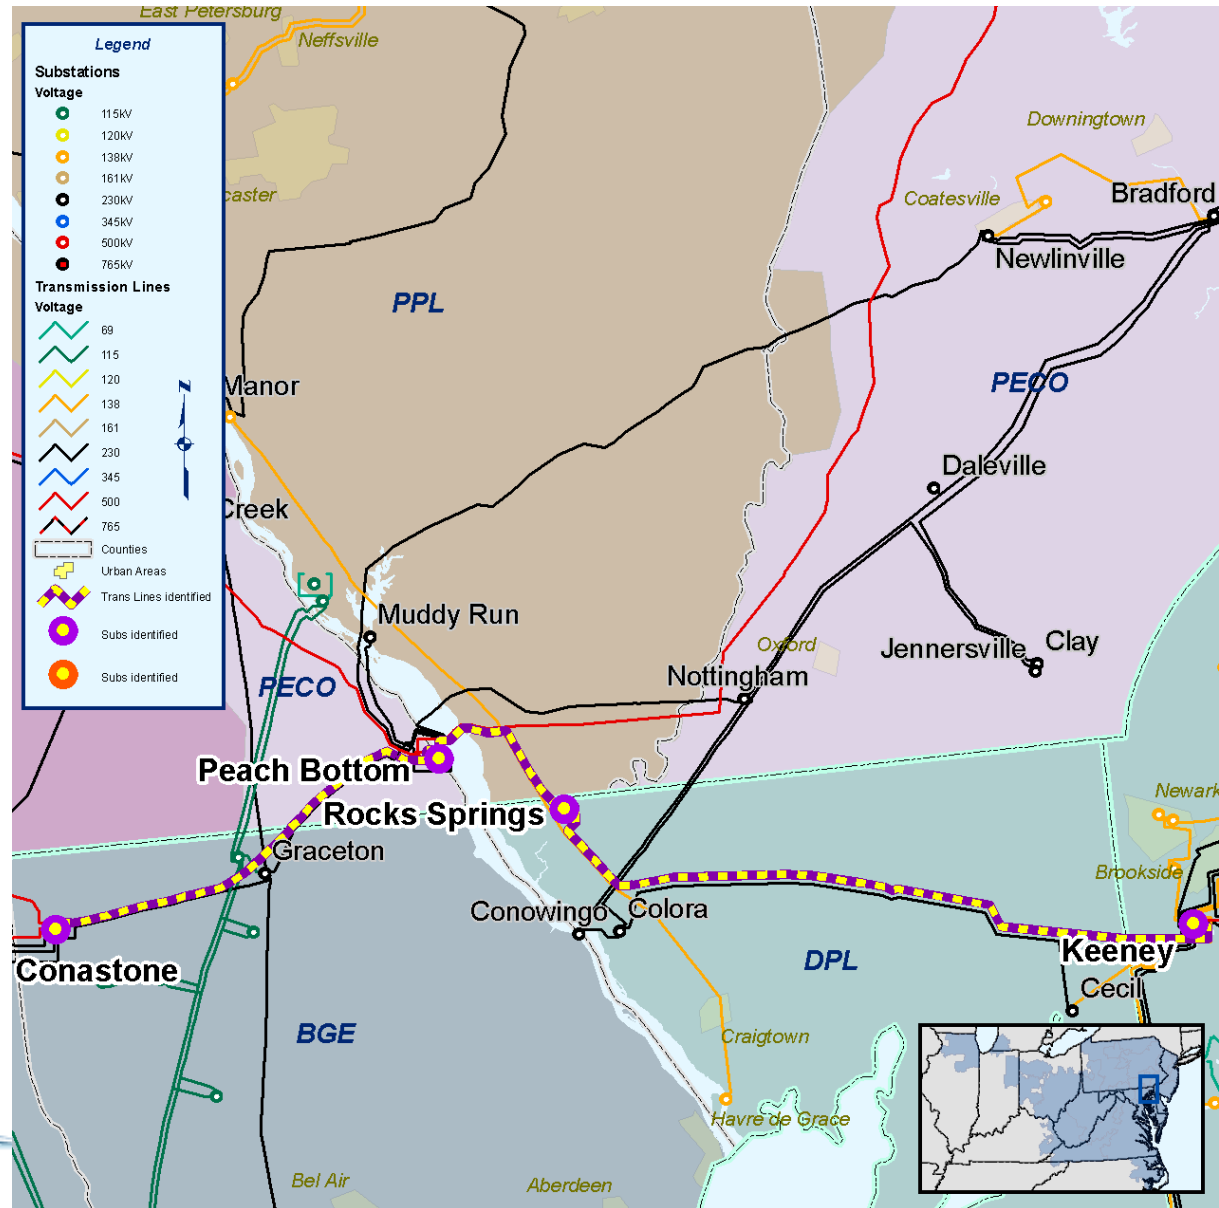 East Petersburg
Neffsville
Legend
Substations
Voltage
115kV
120kV
138kV
161kV
230kV
345kV
500kV
765kV
Transmission Lines
Voltage
69
115
120
138
161
230
345
500
765
Counties
Urban Areas
Trans Lines identified
Subs identified
Subs identified
N
caster
Downingtown
Coatesville
Bradford
Newlinville
PPL
PECO
Manor
Daleville
Creek
Muddy Run
Oxford
Jennersville
Clay
Nottingham
PECO
Peach Bottom
Rocks Springs
Newark
Graceton
Brookside
Conowingo
Colora
Keeney
Conastone
DPL
Cecil
BGE
Craigtown
Havre de Grace
Bel Air
Aberdeen